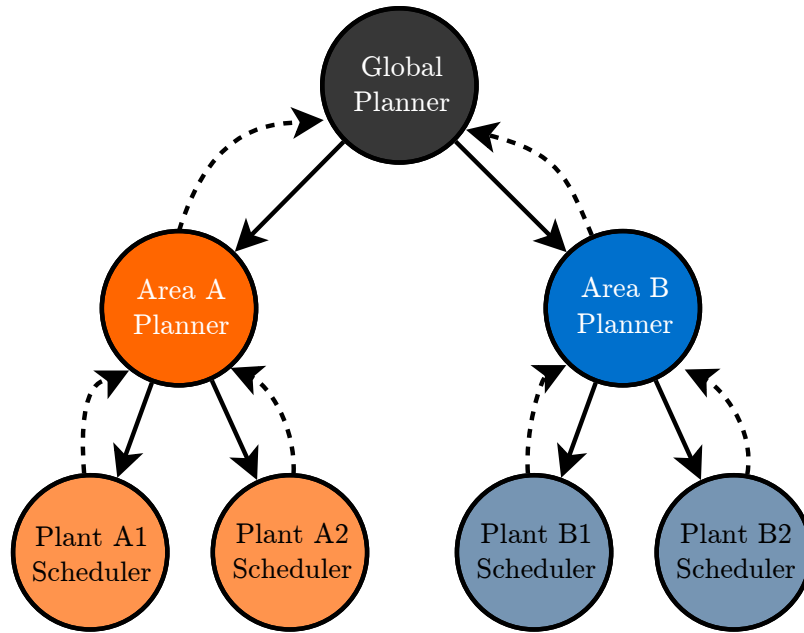 Global
Planner
Area A
Planner
Area B
Planner
Plant A1
Scheduler
Plant A2
Scheduler
Plant B1
Scheduler
Plant B2
Scheduler